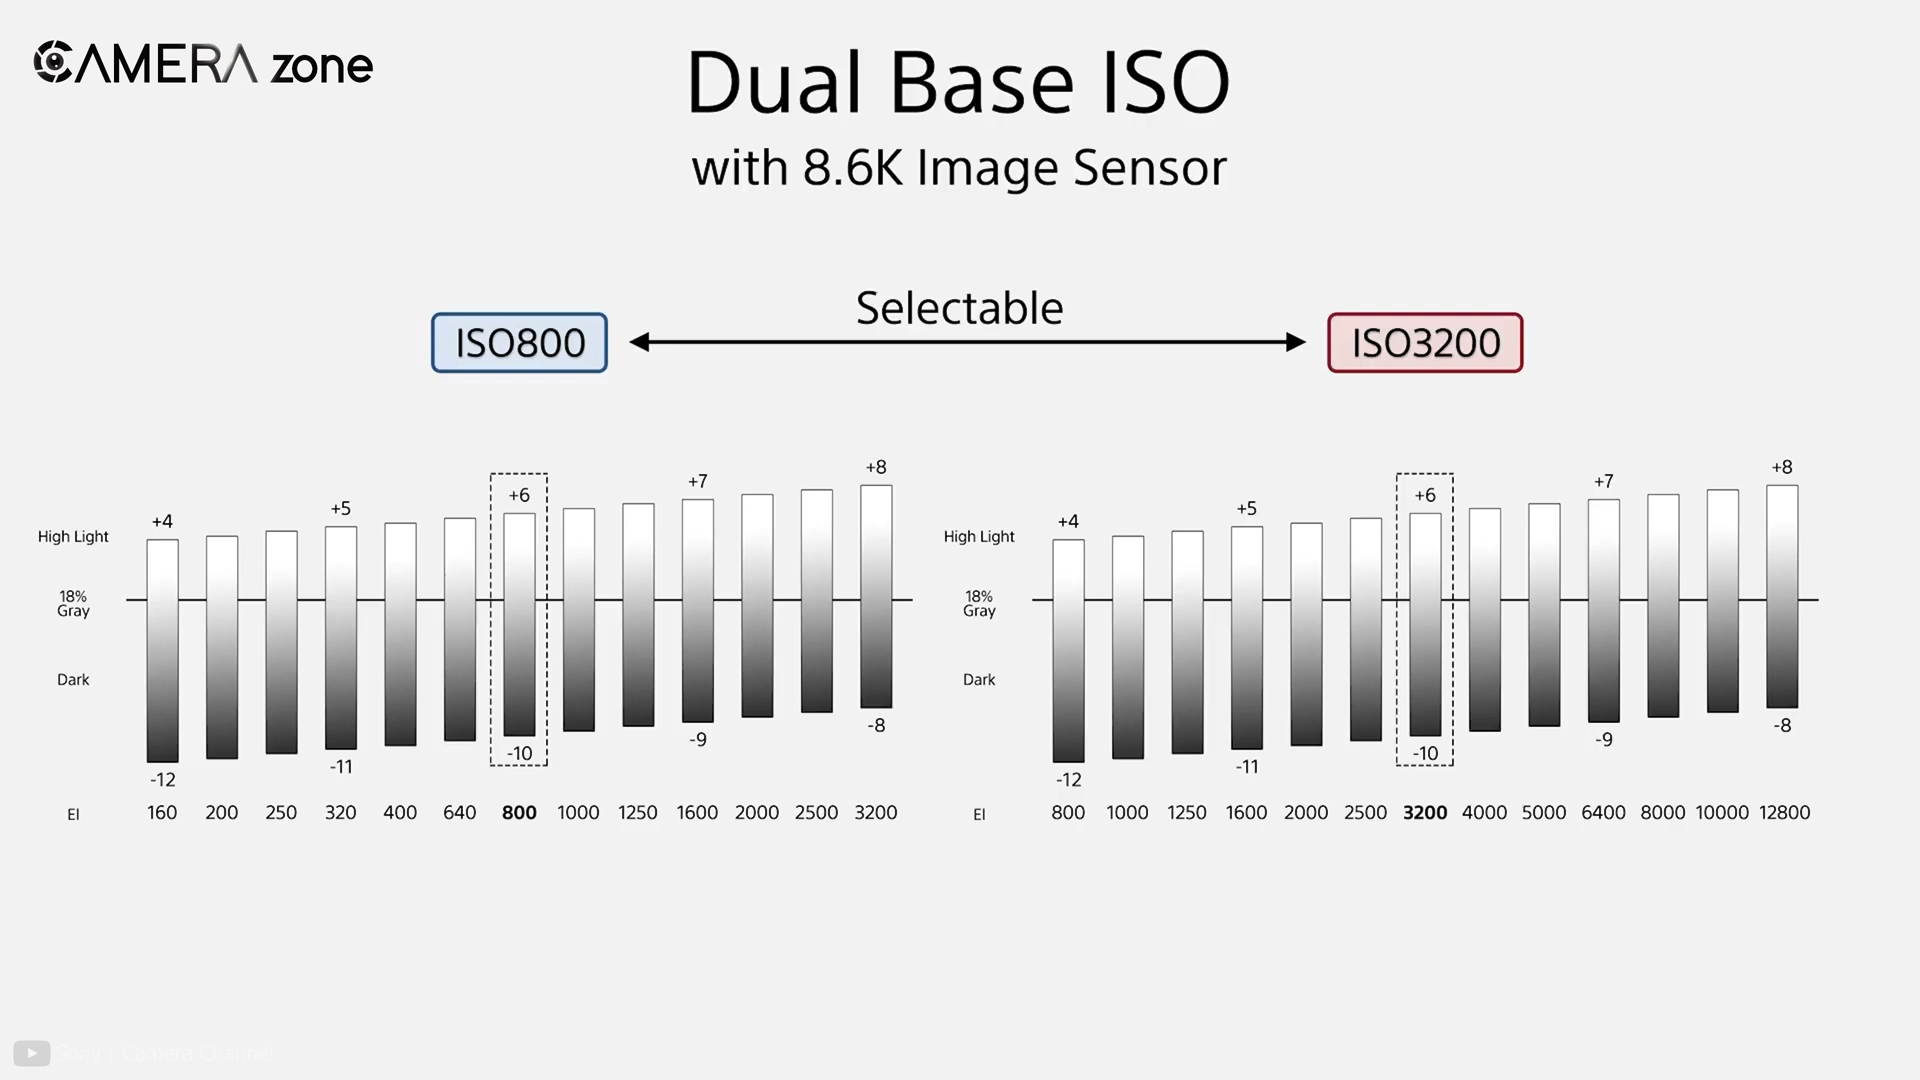 CAMERA zone
Dual Base ISO
with 8.6K Image Sensor
Selectable
ISO800
ISO3200
+4 +5 +6 +7 +8
High Light
18%
Gray
Dark
-12 -11 -10 -9 -8
EI 160 200 250 320 400 640 800 1000 1250 1600 2000 2500 3200
+4 +5 +6 +7 +8
High Light
18%
Gray
Dark
-12 -11 -10 -9 -8
EI 800 1000 1250 1600 2000 2500 3200 4000 5000 6400 8000 10000 12800
Sony | Camera Channel